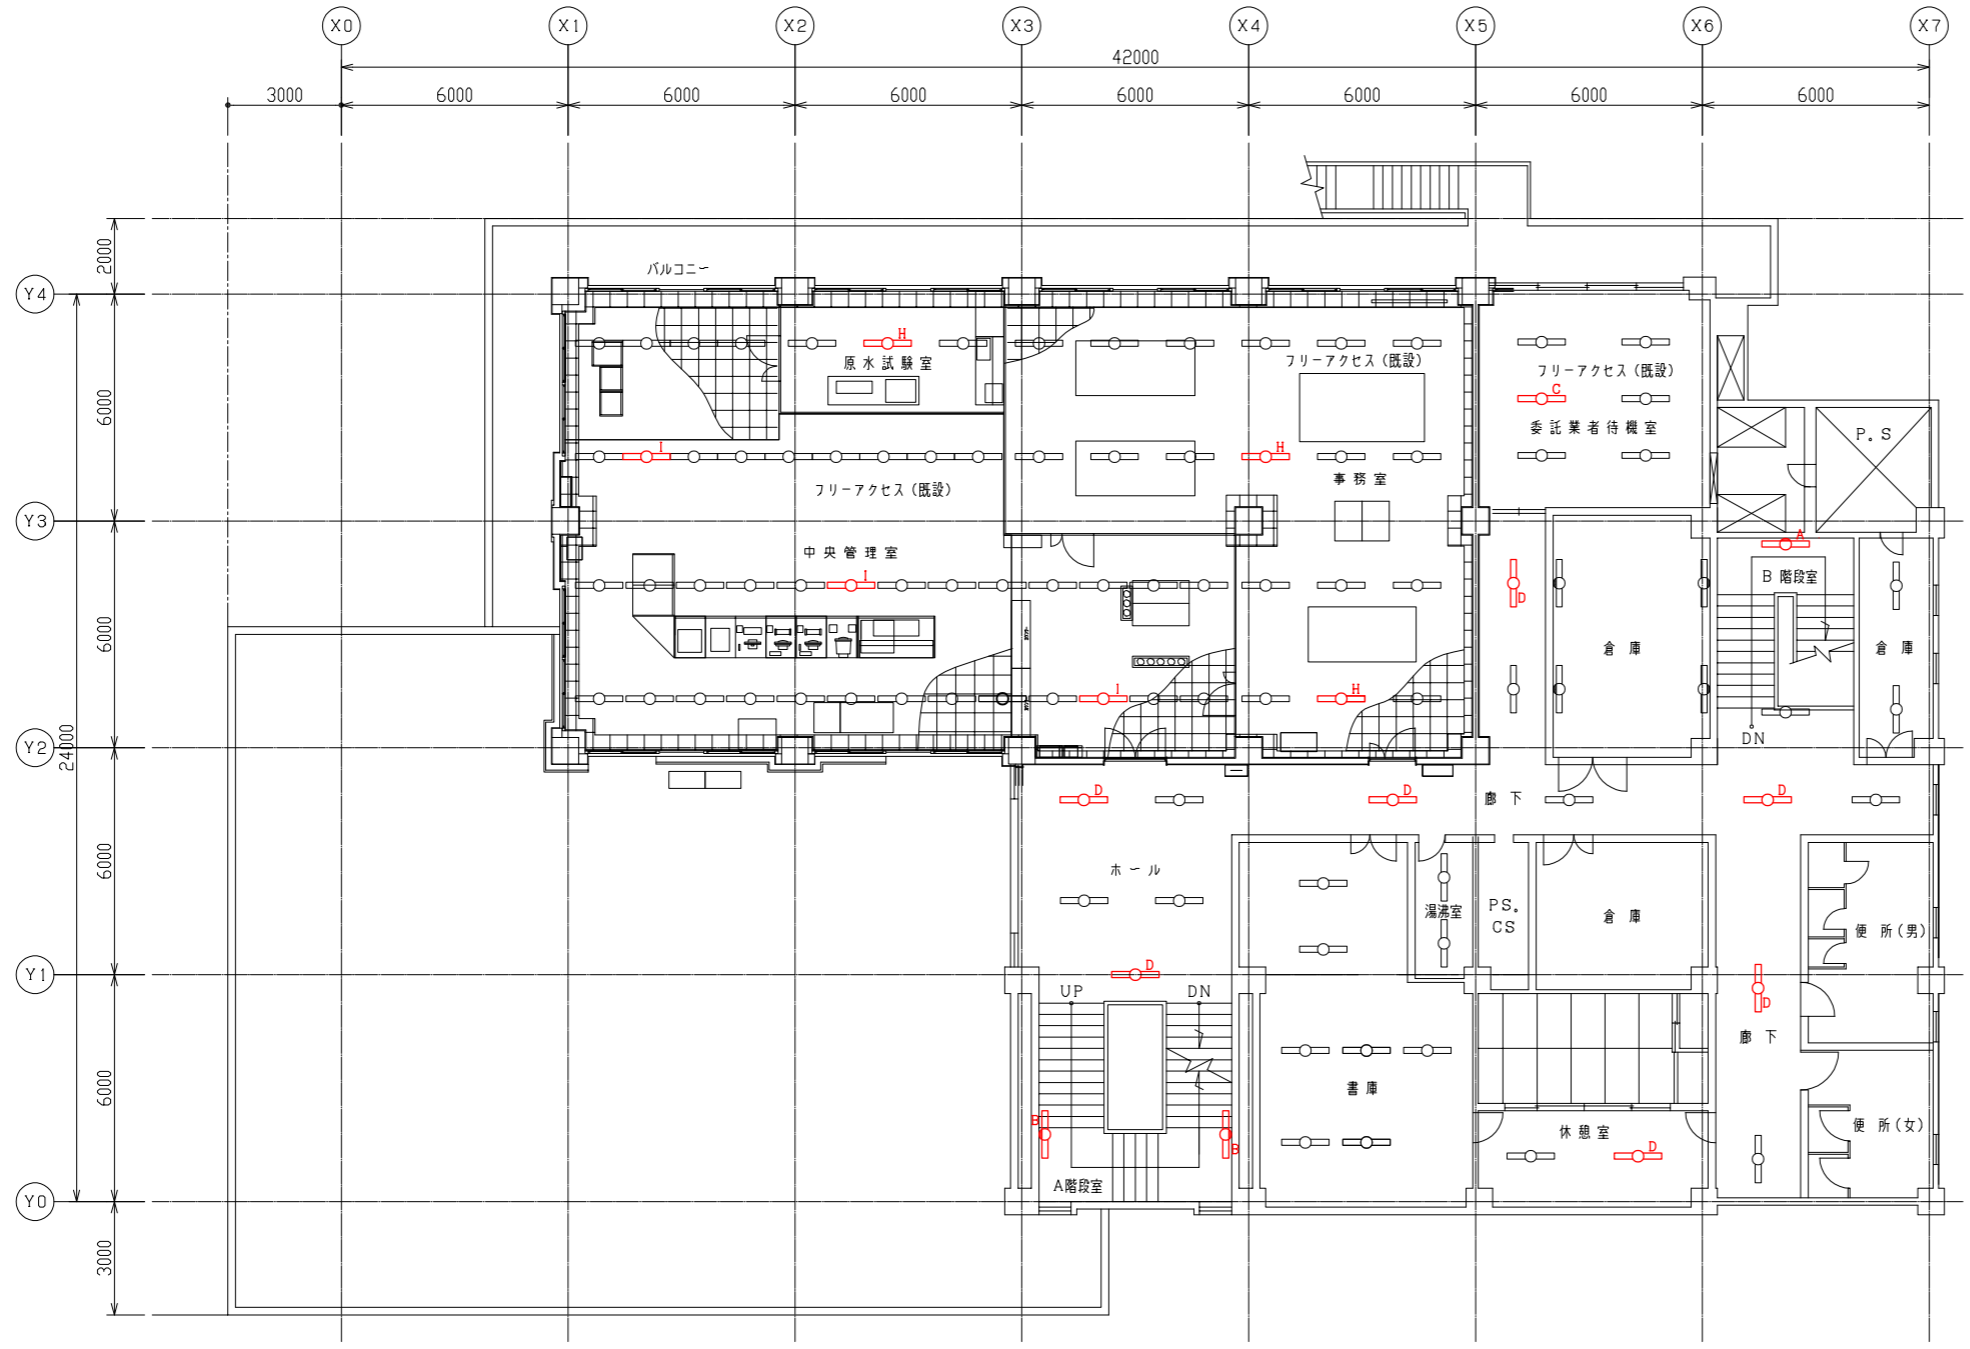 X0 X1 X2 X3 X4 X5 X6 X7
42000
3000 6000 6000 6000 6000 6000 6000 6000
2000
バルコニー
Y4
H
原水試験室
フリーアクセス(既設)
フリーアクセス(既設)
C
6000
委託業者待機室
P.S
I
H
事務室
フリーアクセス(既設)
Y3
A
中央管理室
I
B階段室
D
6000
倉庫
倉庫
I
H
DN
Y2
24000
D
D
廊下
D
6000
ホール
湯沸室
PS.
CS
倉庫
便所(男)
D
Y1
UP
DN
D
廊下
6000
書庫
B
B
休憩室
D
便所(女)
A階段室
Y0
3000